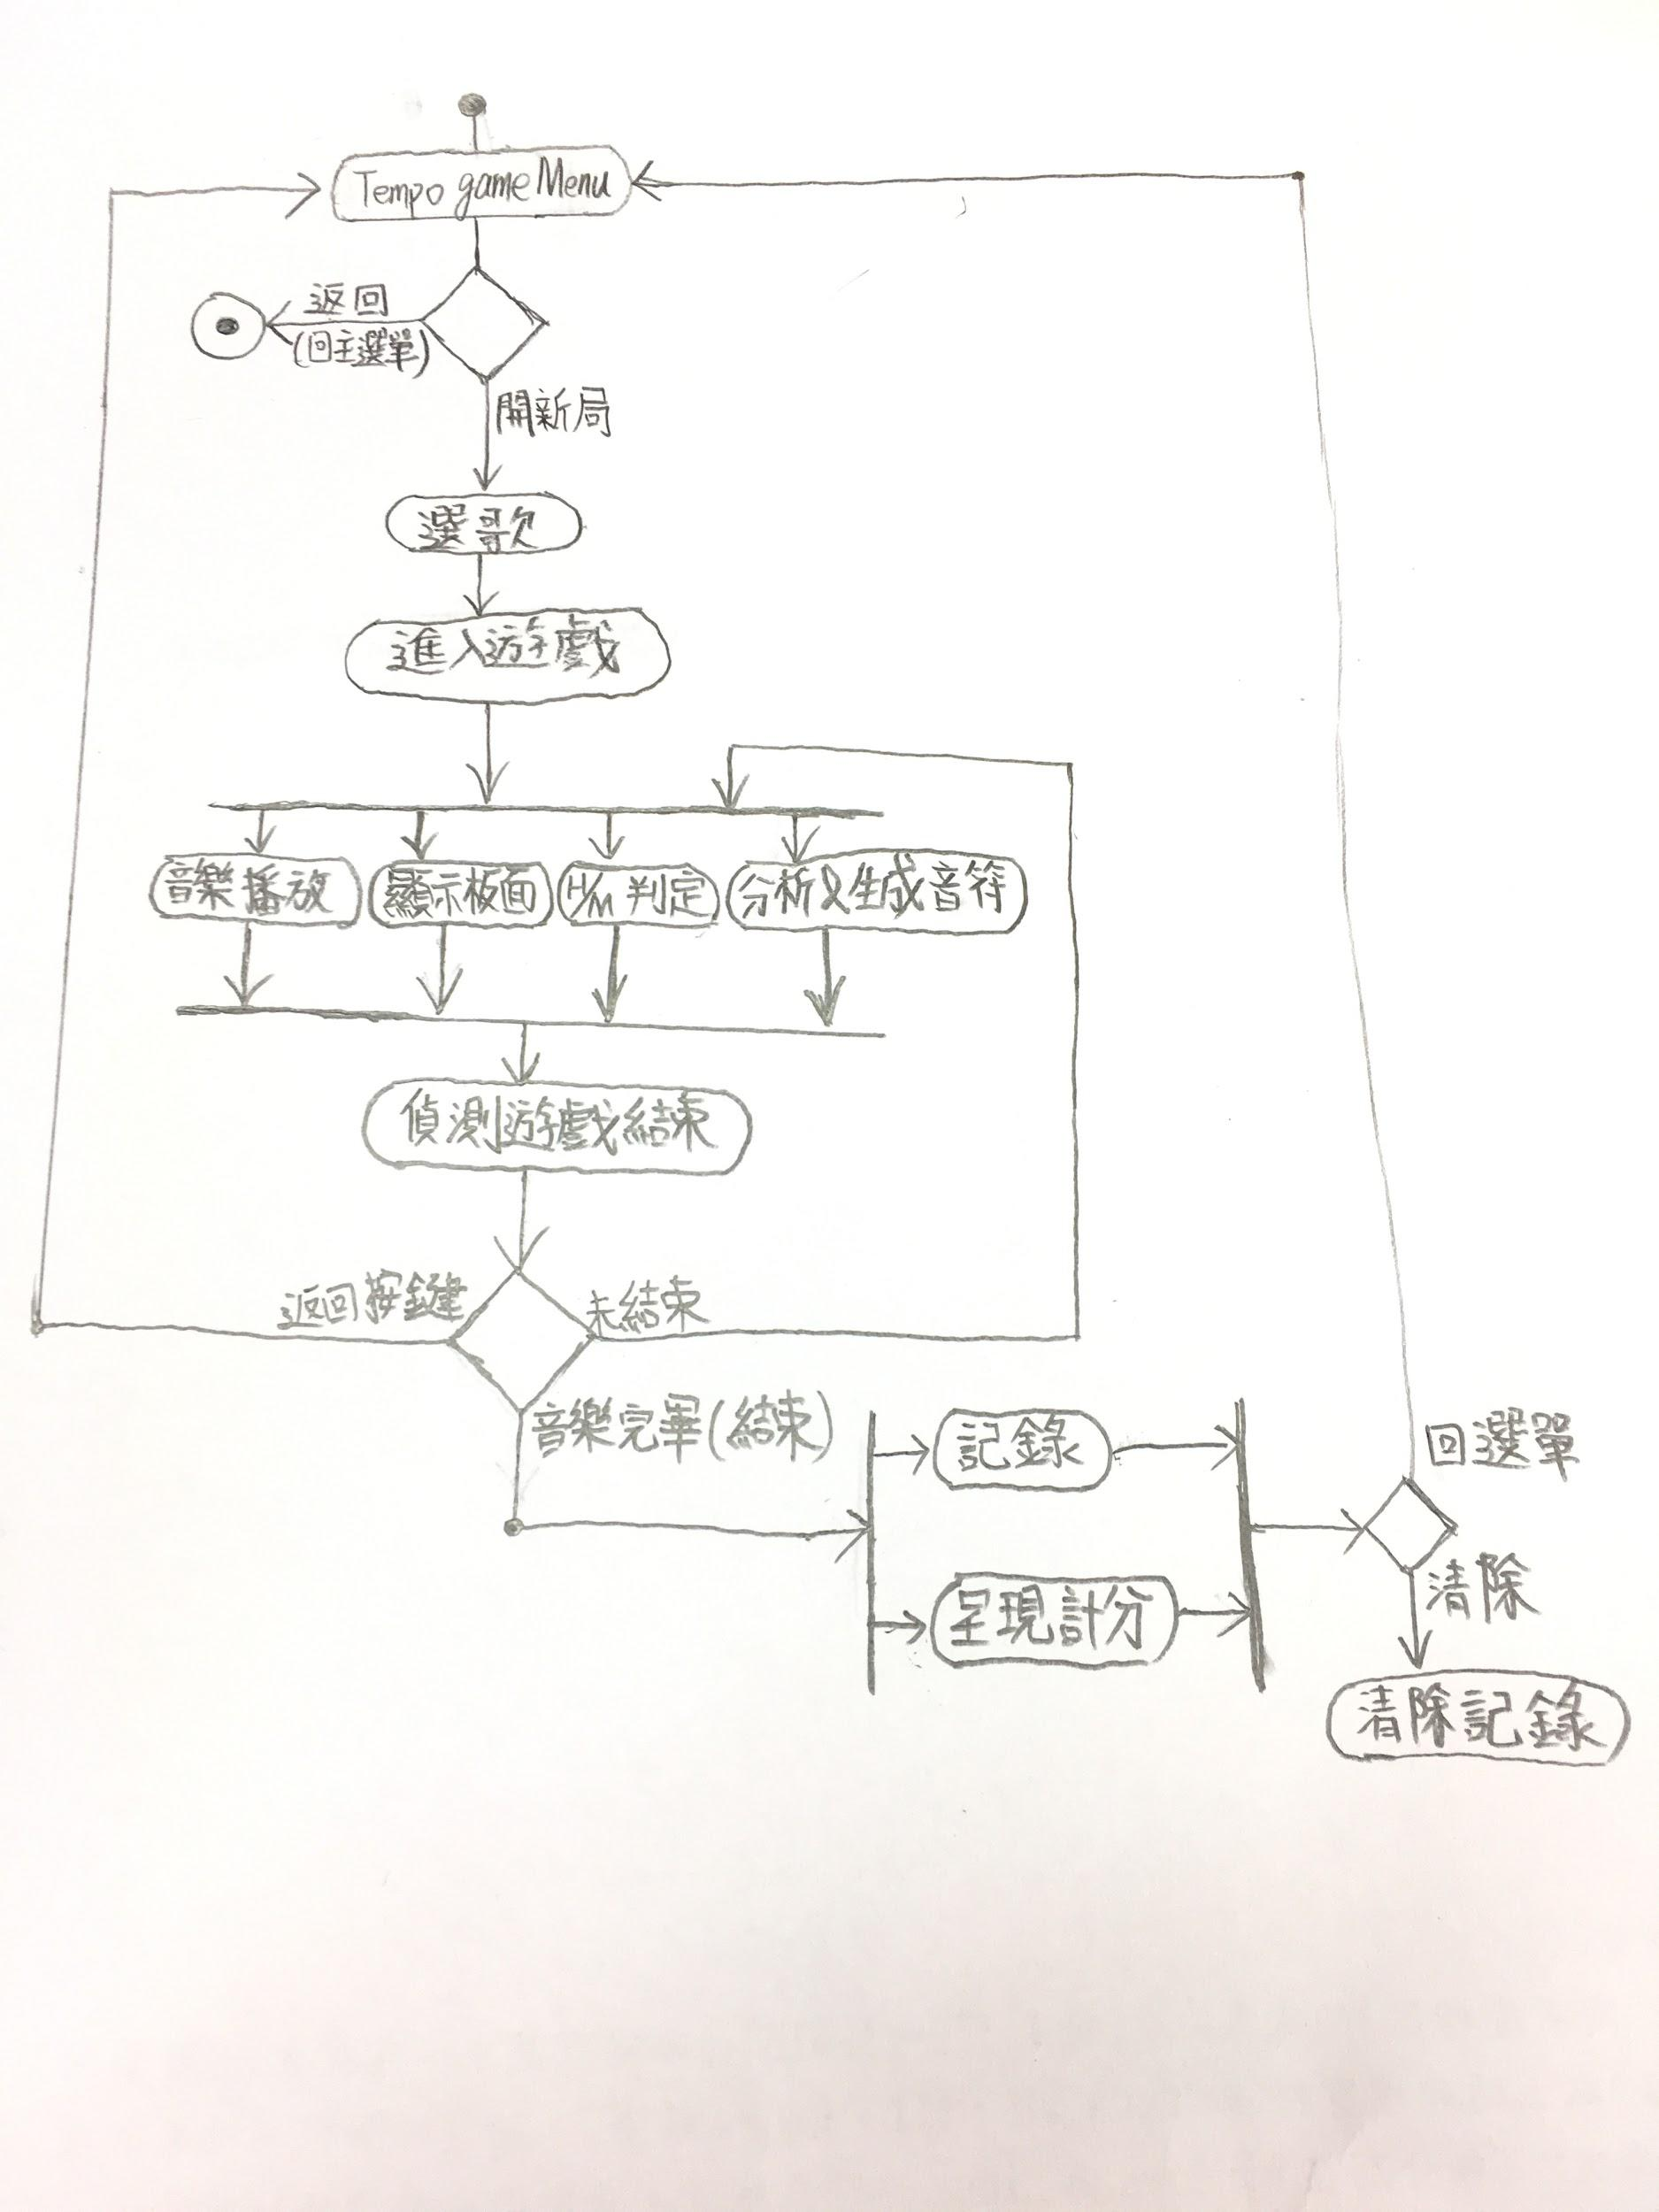 Tempo game Menu
返回
(回主選單)
開新局
選歌
進入遊戲
音樂播放
顯示板面
H/M 判定
分析&生成音符
偵測遊戲結束
返回按鍵
未結束
音樂完畢(結束)
記錄
呈現計分
回選單
清除
清除記錄